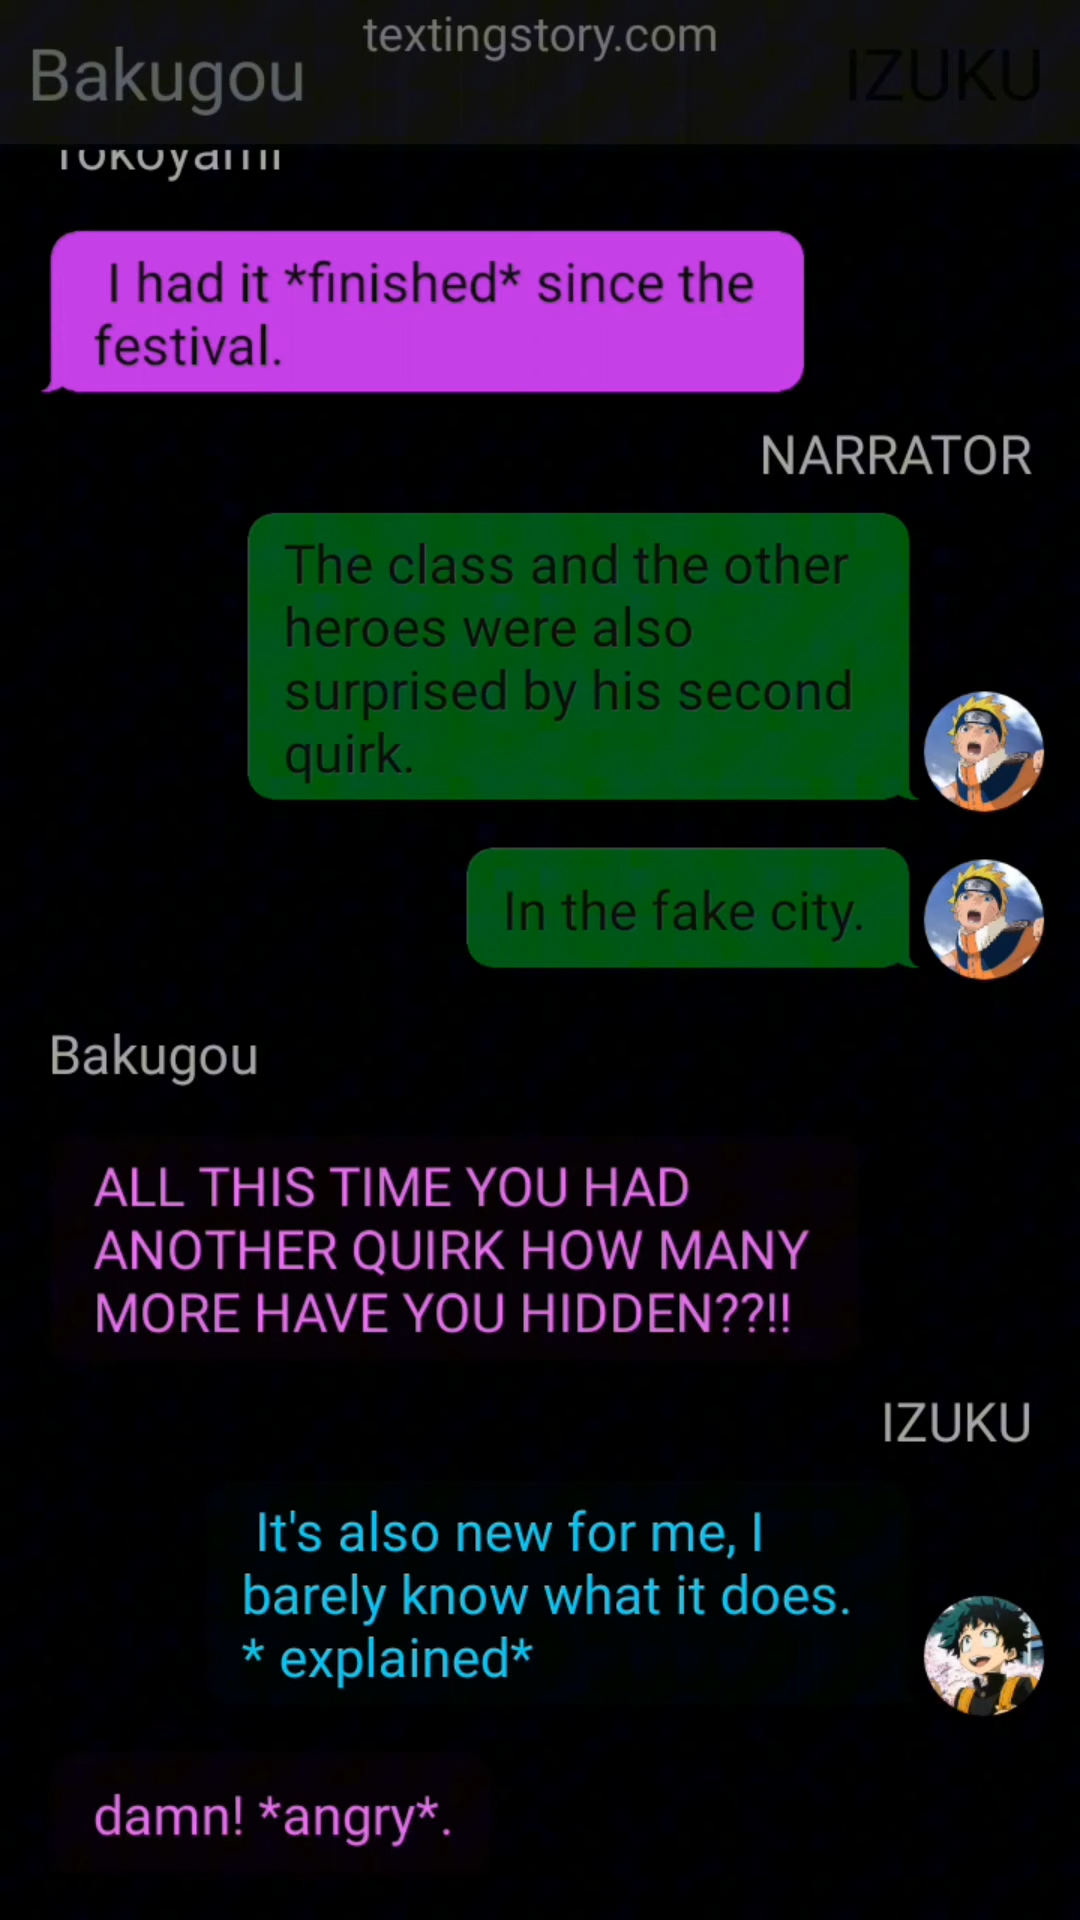 textingstory.com
Bakugou
IZUKU
Tokoyami
I had it *finished* since the
festival.
NARRATOR
The class and the other
heroes were also
surprised by his second
quirk.
In the fake city.
Bakugou
ALL THIS TIME YOU HAD
ANOTHER QUIRK HOW MANY
MORE HAVE YOU HIDDEN??!!
IZUKU
It's also new for me, I
barely know what it does.
* explained*
damn! *angry*.